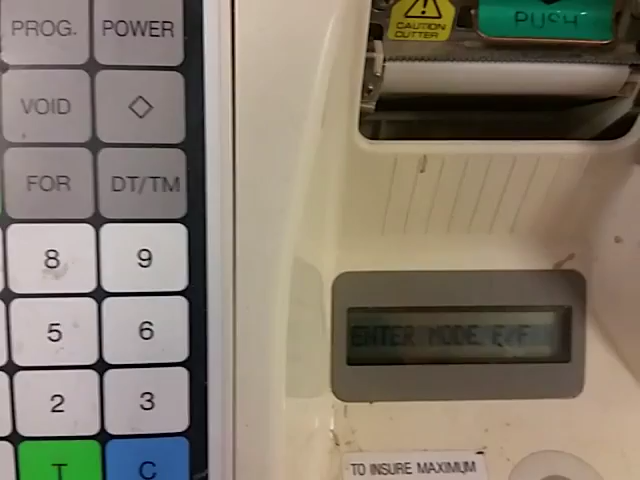 PROG. POWER
VOID ◇
FOR DT/TM
8 9
5 6
2 3
T C
CAUTION
CUTTER
PUSH
ENTER MODE F/F
TO INSURE MAXIMUM